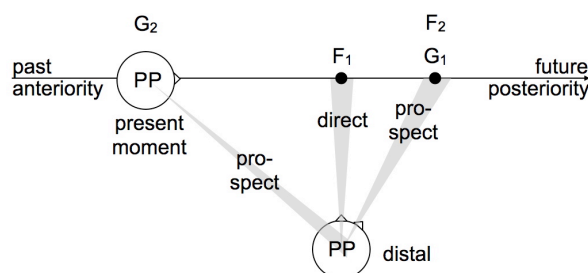 G2
F2
past
anteriority
PP
F1
G1
future
posteriority
present
moment
direct
pro-
spect
pro-
spect
PP
distal